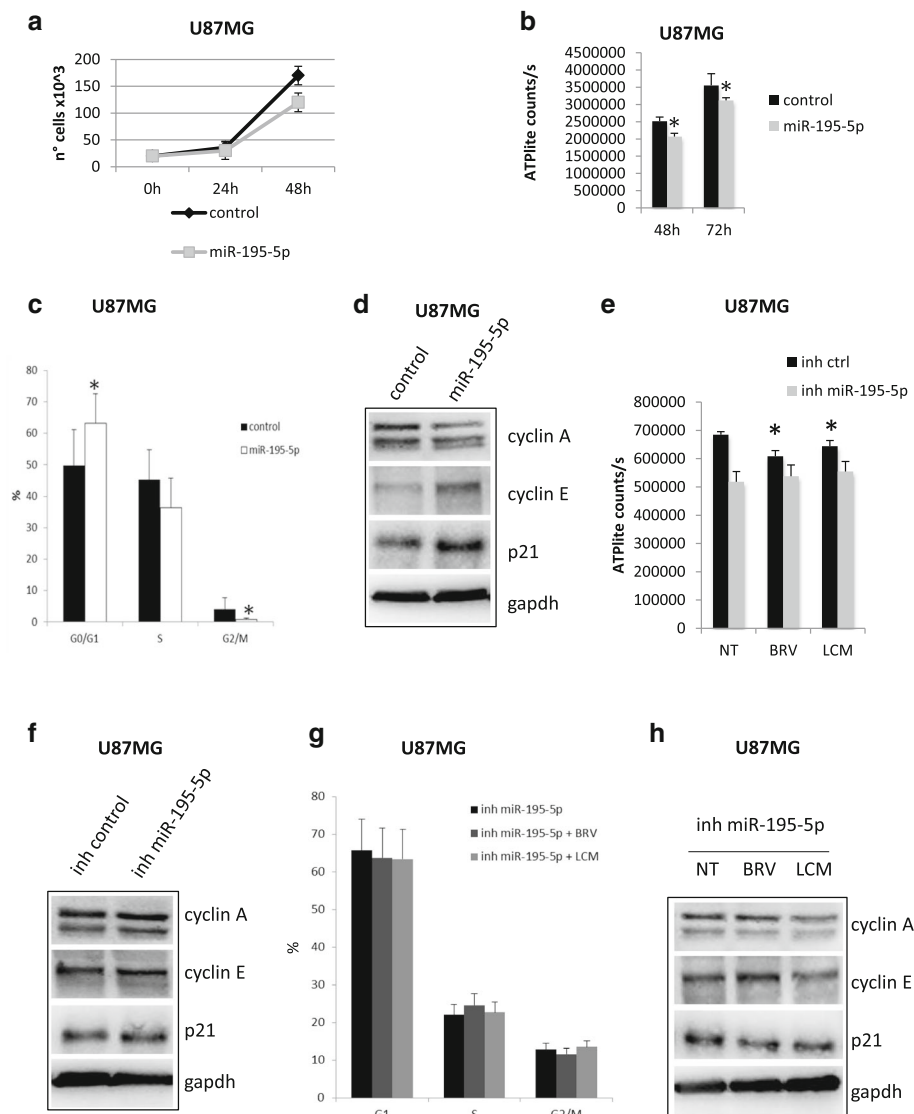 a
U87MG
n° cells x10^3
200
150
100
50
0
0h 24h 48h
control
miR-195-5p
b
U87MG
ATPlite counts/s
4500000
4000000
3500000
3000000
2500000
2000000
1500000
1000000
500000
0
* *
48h 72h
control
miR-195-5p
c
U87MG
%
80
70
60
50
40
30
20
10
0
*
*
G0/G1 S G2/M
control
miR-195-5p
d
U87MG
control miR-195-5p
cyclin A
cyclin E
p21
gapdh
e
U87MG
inh ctrl
inh miR-195-5p
ATPlite counts/s
800000
700000
600000
500000
400000
300000
200000
100000
0
* *
NT BRV LCM
f
U87MG
inh control inh miR-195-5p
cyclin A
cyclin E
p21
gapdh
g
U87MG
%
80
70
60
50
40
30
20
10
0
inh miR-195-5p
inh miR-195-5p + BRV
inh miR-195-5p + LCM
G1 S G2/M
h
U87MG
inh miR-195-5p
NT BRV LCM
cyclin A
cyclin E
p21
gapdh